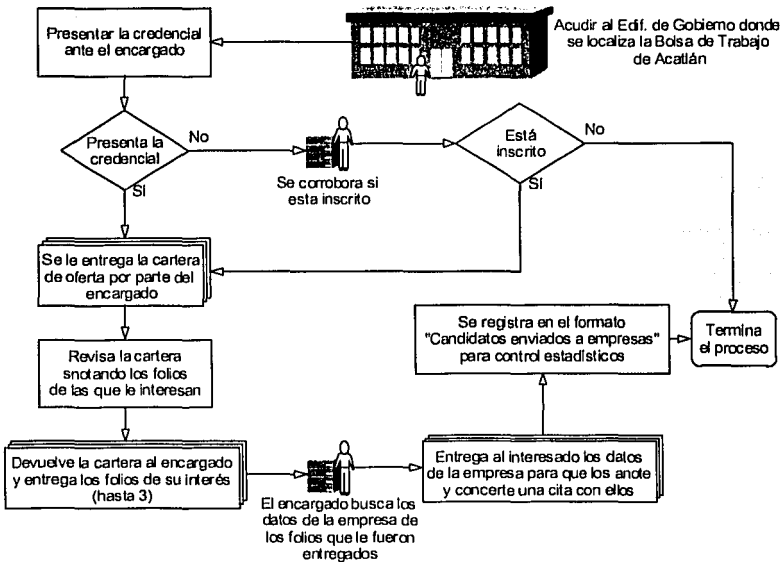 Acudir al Edif. de Gobierno donde
se localiza la Bolsa de Trabajo
de Acatlán
Presentar la credencial
ante el encargado
Presenta la
credencial
No
SI
Se corrobora si
esta inscrito
Está
inscrito
No
SI
Se le entrega la cartera
de oferta por parte del
encargado
Revisa la cartera
snotando los folios
de las que le interesan
Devuelve la cartera al encargado
y entrega los folios de su interés
(hasta 3)
El encargado busca los
datos de la empresa de
los folios que le fueron
entregados
Entrega al interesado los datos
de la empresa para que los anote
y concerte una cita con ellos
Se registra en el formato
"Candidatos enviados a empresas"
para control estadísticos
Termina
el proceso